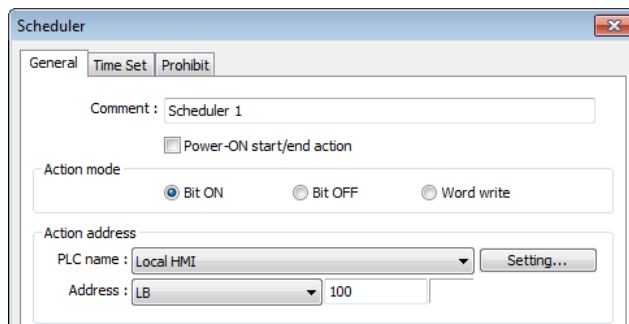 Scheduler
General Time Set Prohibit
Comment : Scheduler 1
Power-ON start/end action
Action mode
Bit ON Bit OFF Word write
Action address
PLC name : Local HMI Setting...
Address : LB 100